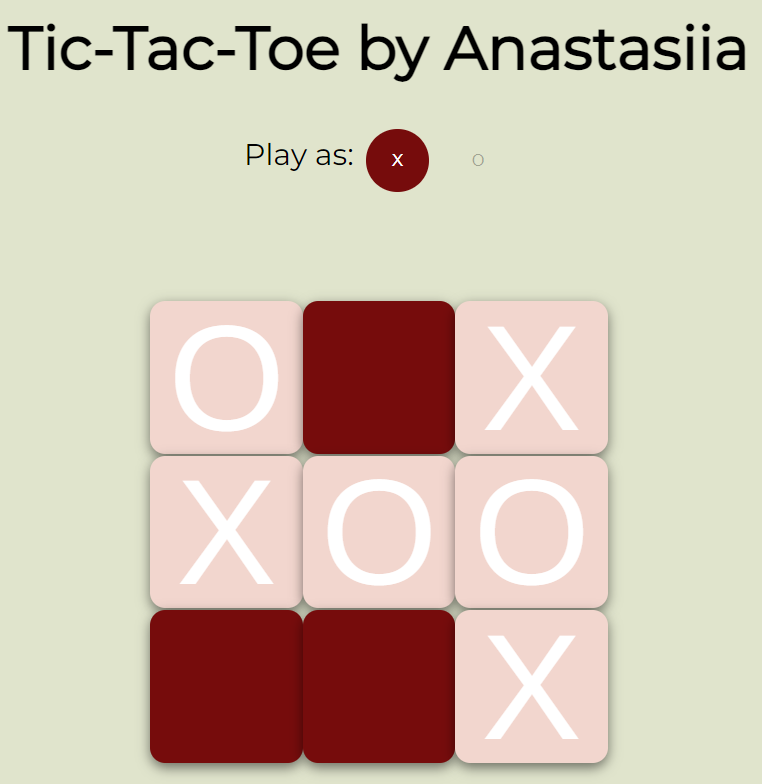 Tic-Tac-Toe by Anastasiia
Play as: x o
O X
X O O
X